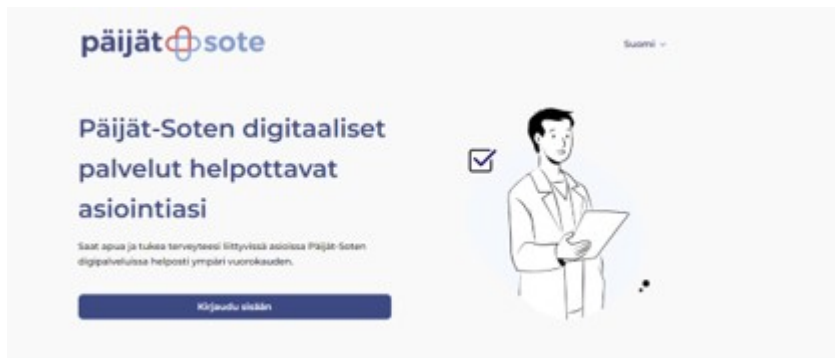 päijät sote
Suomi
Päijät-Soten digitaaliset
palvelut helpottavat
asiointiasi
Saat apua ja tukea terveyteesi liittyvissä asioissa Päijät-Soten
digipalveluissa helposti ympäri vuorokauden.
Kirjaudu sisään